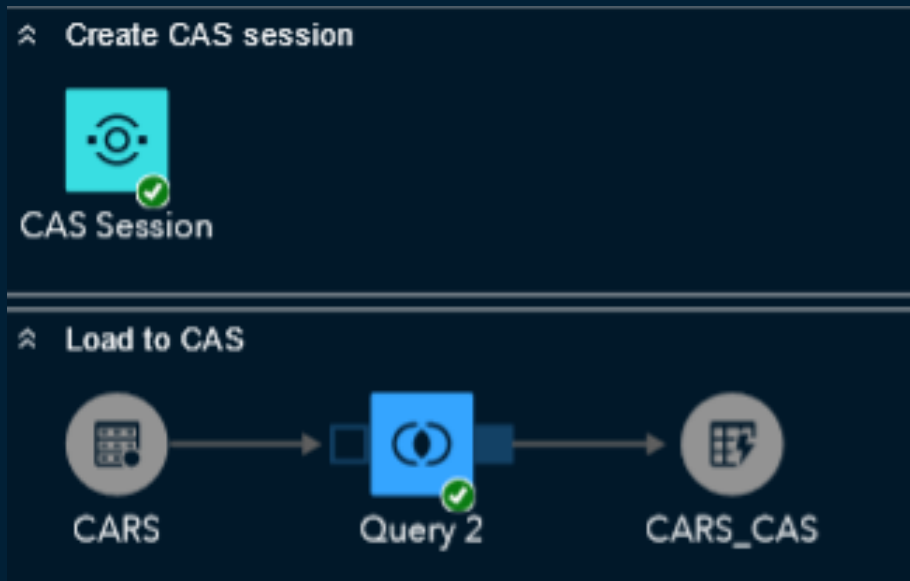 Create CAS session
CAS Session
Load to CAS
CARS
Query 2
CARS_CAS